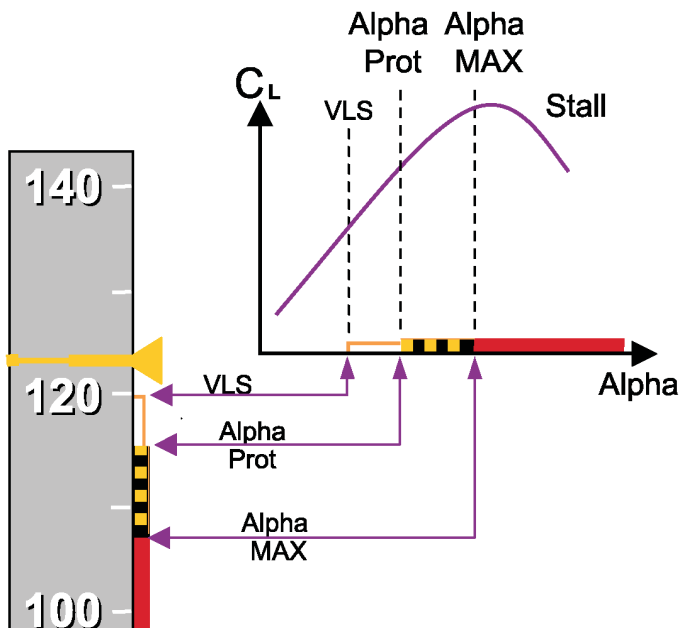 Alpha Alpha
Prot MAX
CL
VLS
Stall
140
120
VLS
Alpha
Alpha
Prot
Alpha
MAX
100